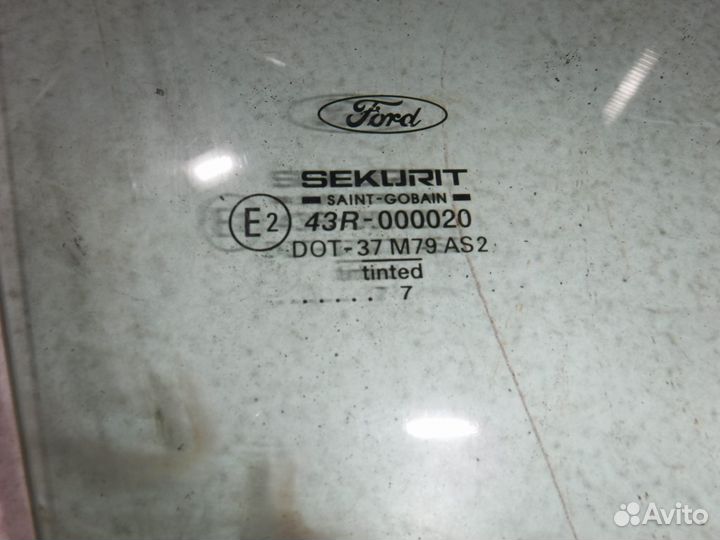 Ford
SEKURIT
SAINT-GOBAIN
E2 43R-000020
DOT-37 M79 AS2
tinted
. . . . . 7
Avito